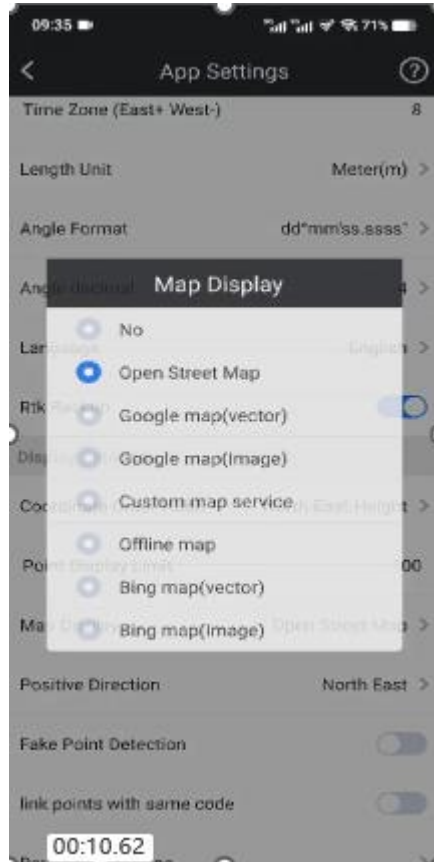 09:35 71%
App Settings
Time Zone (East+ West-) 8
Length Unit Meter(m)
Angle Format dd°mm'ss.ssss"
Map Display
No
Open Street Map
Google map(vector)
Google map(Image)
Custom map service
Offline map
Bing map(vector)
Bing map(Image)
Positive Direction North East
Fake Point Detection
link points with same code
00:10.62